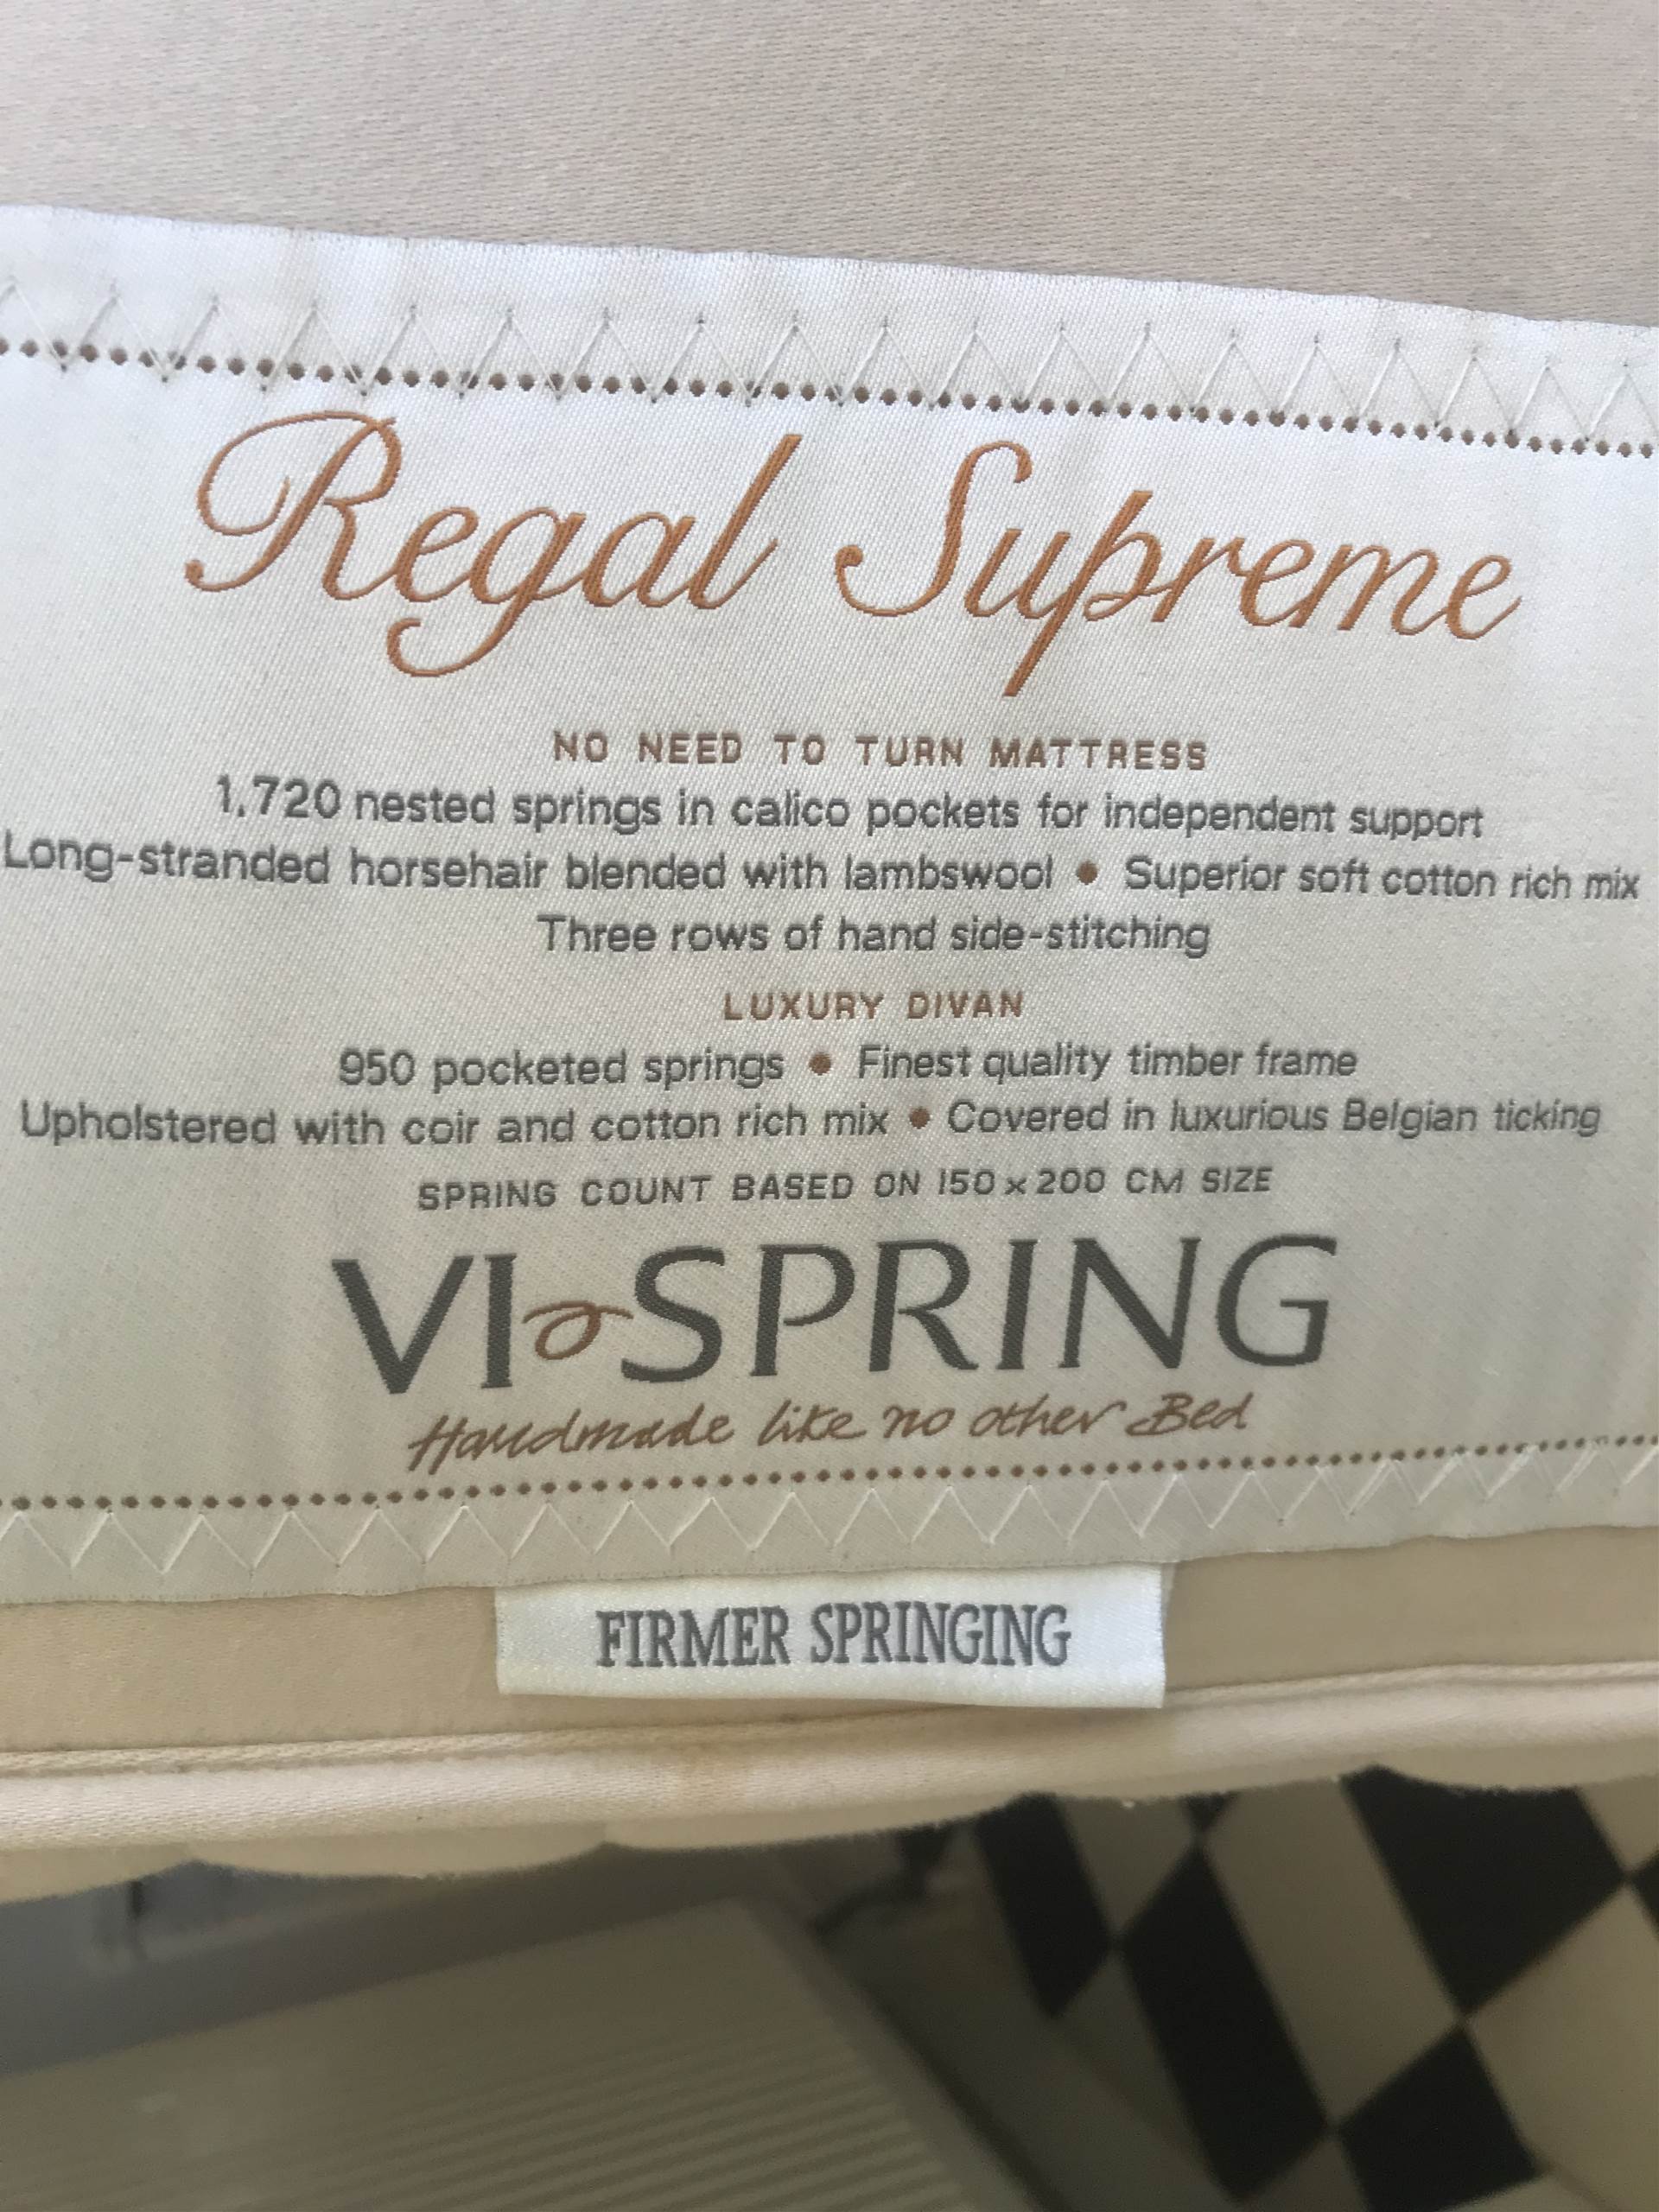 Regal Supreme
NO NEED TO TURN MATTRESS
1,720 nested springs in calico pockets for independent support
Long-stranded horsehair blended with lambswool • Superior soft cotton rich mix
Three rows of hand side-stitching
LUXURY DIVAN
950 pocketed springs • Finest quality timber frame
Upholstered with coir and cotton rich mix • Covered in luxurious Belgian ticking
SPRING COUNT BASED ON 150 x 200 CM SIZE
VI-SPRING
Handmade like no other Bed
FIRMER SPRINGING